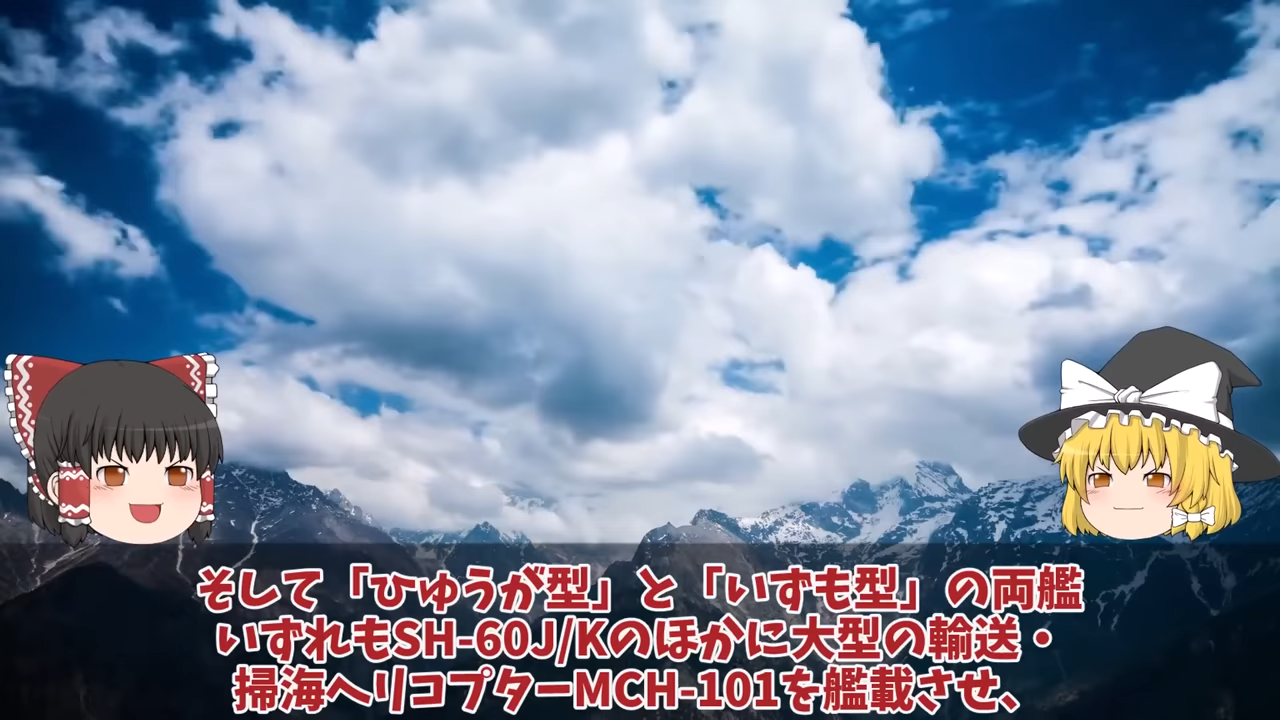 そして「ひゅうが型」と「いずも型」の両艦
いずれもSH-60J/Kのほかに大型の輸送・
掃海ヘリコプターMCH-101を艦載させ、